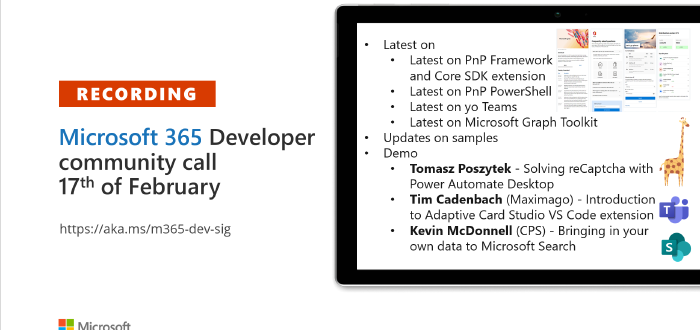 RECORDING
Microsoft 365 Developer
community call
17th of February
https://aka.ms/m365-dev-sig
Microsoft
• Latest on
• Latest on PnP Framework
and Core SDK extension
• Latest on PnP PowerShell
• Latest on yo Teams
• Latest on Microsoft Graph Toolkit
• Updates on samples
• Demo
• Tomasz Poszytek - Solving reCaptcha with
Power Automate Desktop
• Tim Cadenbach (Maximago) - Introduction
to Adaptive Card Studio VS Code extension
• Kevin McDonnell (CPS) - Bringing in your
own data to Microsoft Search